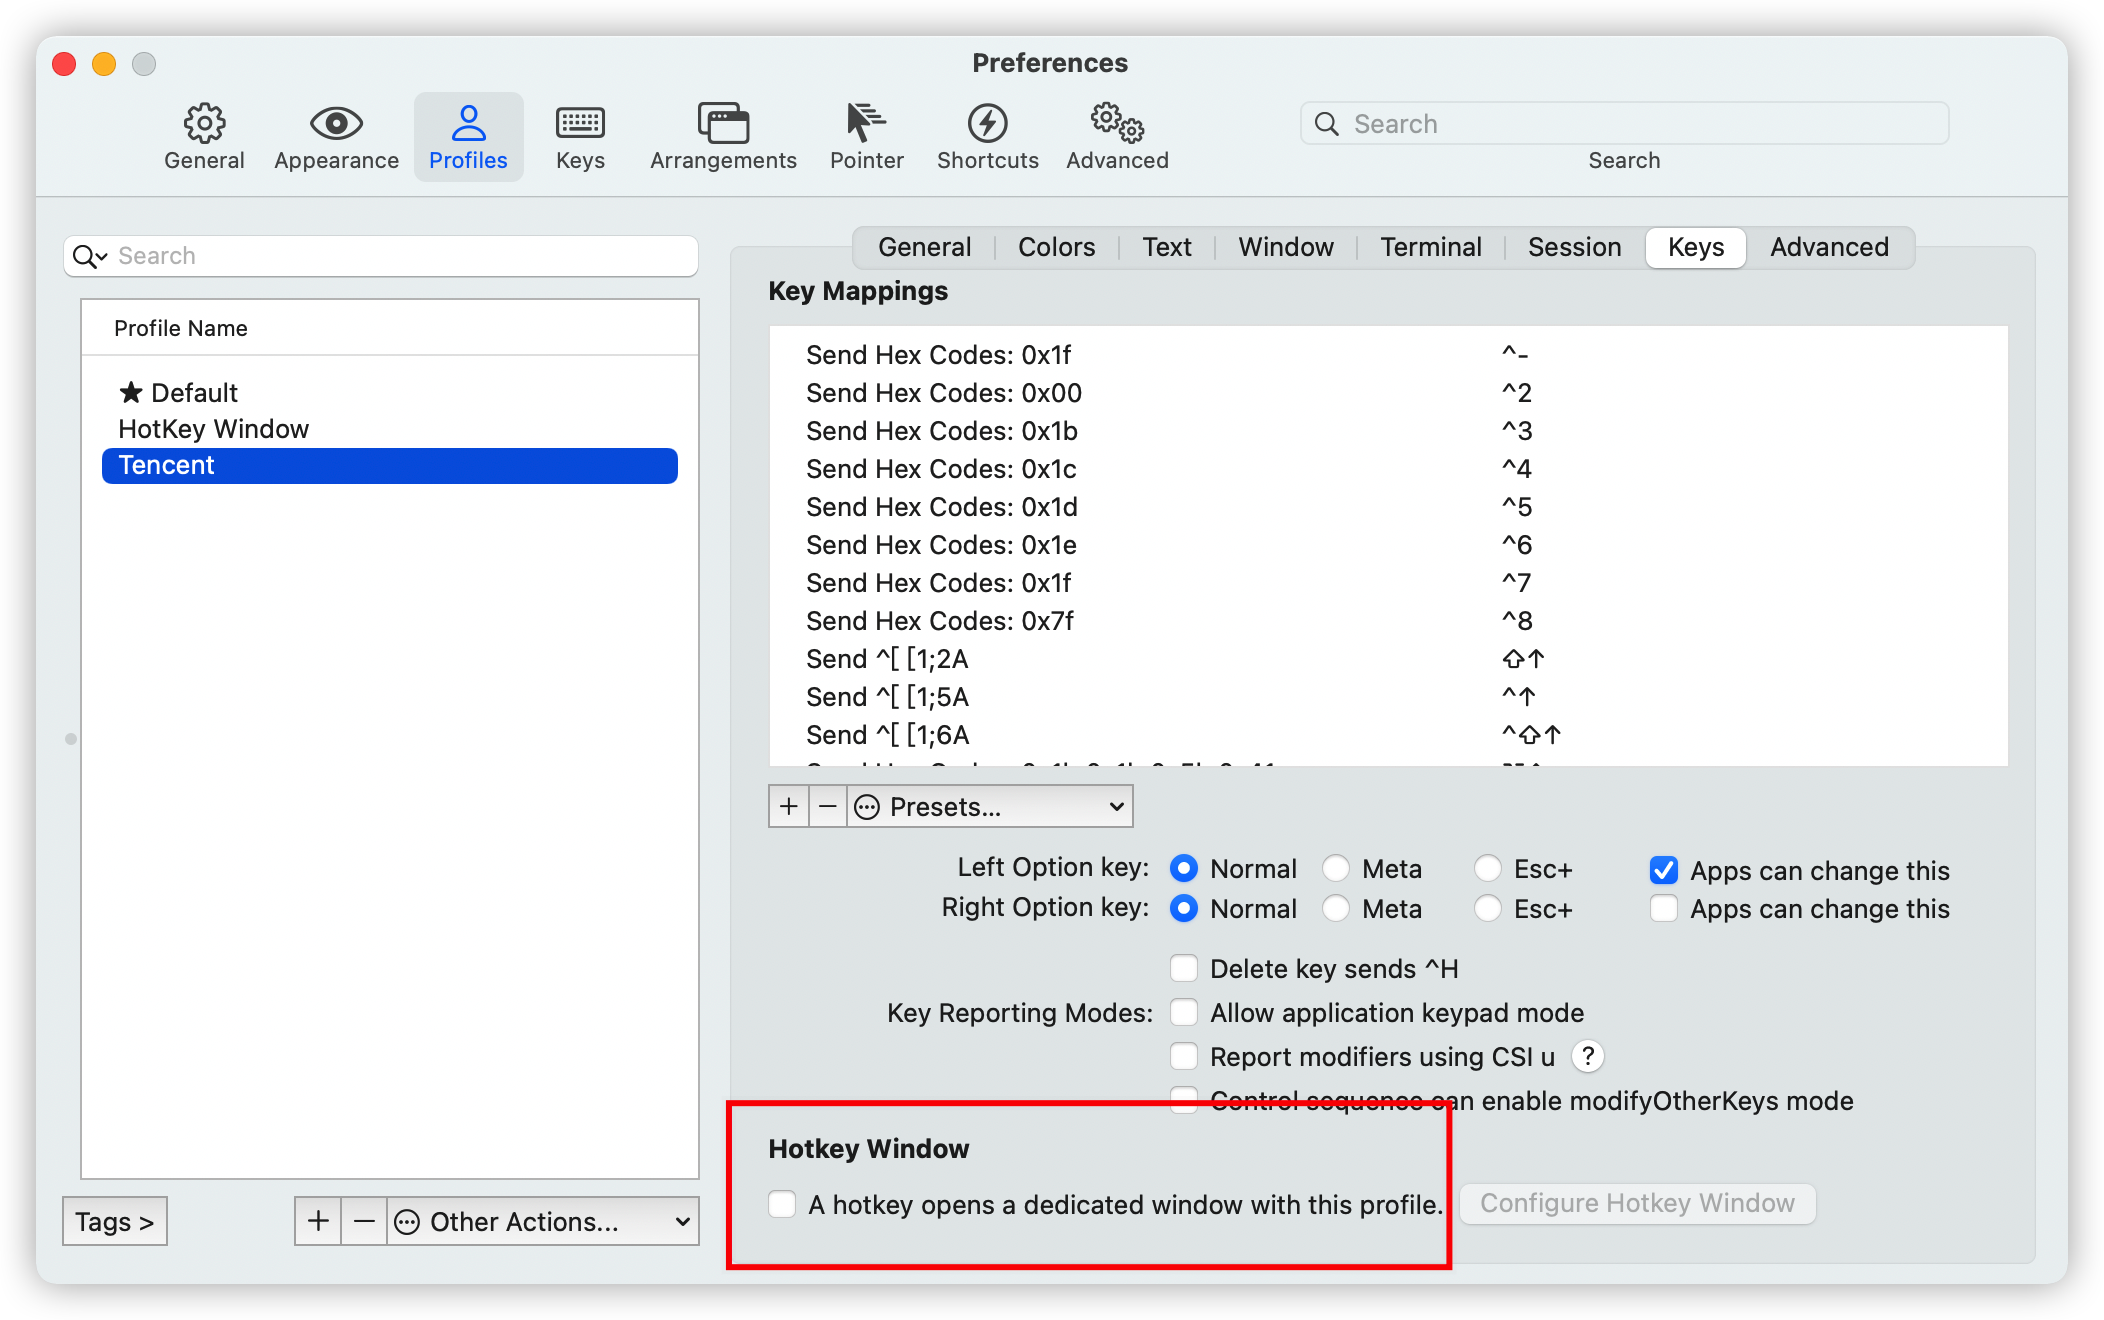 Preferences
General
Appearance
Profiles
Keys
Arrangements
Pointer
Shortcuts
Advanced
Search
Search
Search
Profile Name
★ Default
HotKey Window
Tencent
Tags >
+ − Other Actions...
General Colors Text Window Terminal Session Keys Advanced
Key Mappings
Send Hex Codes: 0x1f ^-
Send Hex Codes: 0x00 ^2
Send Hex Codes: 0x1b ^3
Send Hex Codes: 0x1c ^4
Send Hex Codes: 0x1d ^5
Send Hex Codes: 0x1e ^6
Send Hex Codes: 0x1f ^7
Send Hex Codes: 0x7f ^8
Send ^[ [1;2A ⇧↑
Send ^[ [1;5A ^↑
Send ^[ [1;6A ^⇧↑
+ − Presets...
Left Option key: Normal Meta Esc+ Apps can change this
Right Option key: Normal Meta Esc+ Apps can change this
Delete key sends ^H
Key Reporting Modes: Allow application keypad mode
Report modifiers using CSI u ?
Control sequence can enable modifyOtherKeys mode
Hotkey Window
A hotkey opens a dedicated window with this profile. Configure Hotkey Window